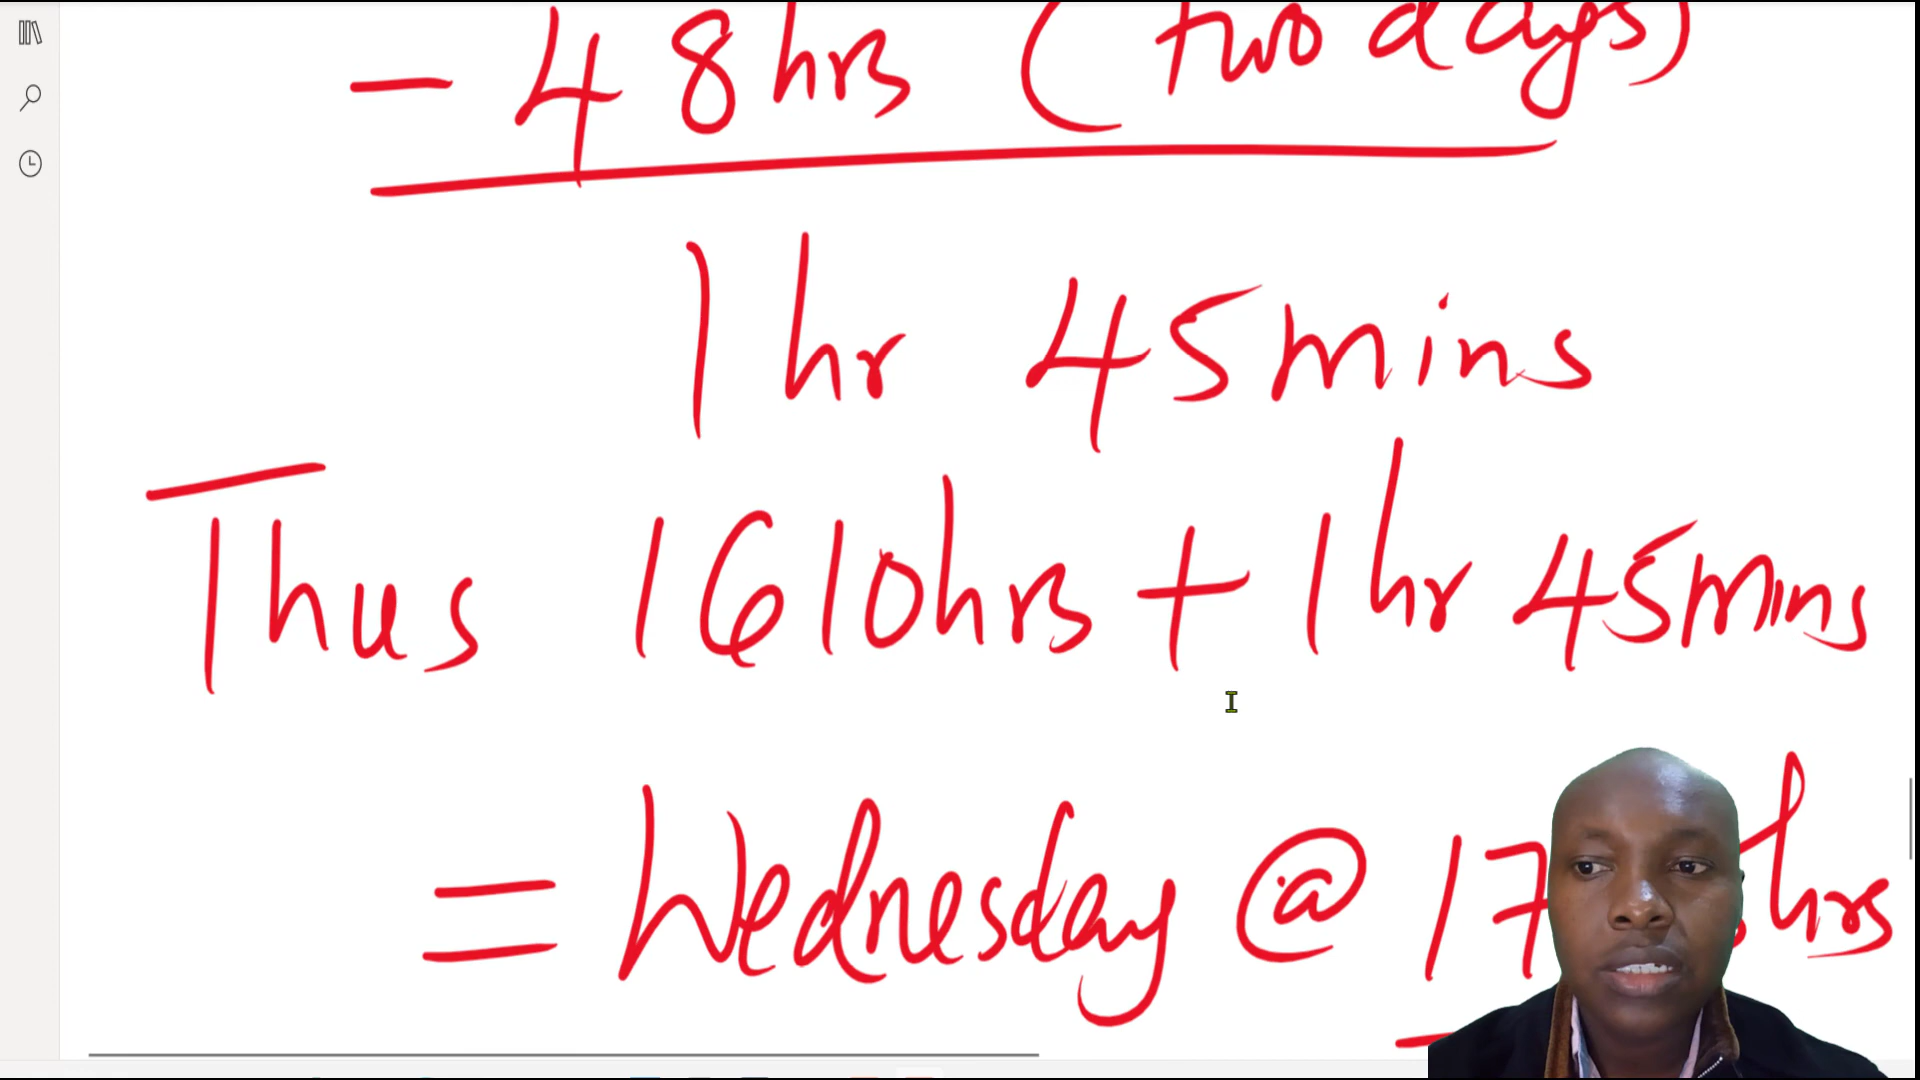 - 48hrs (two days)
1hr 45mins
Thus 1610hrs + 1hr 45mins
= Wednesday @ 17 hrs